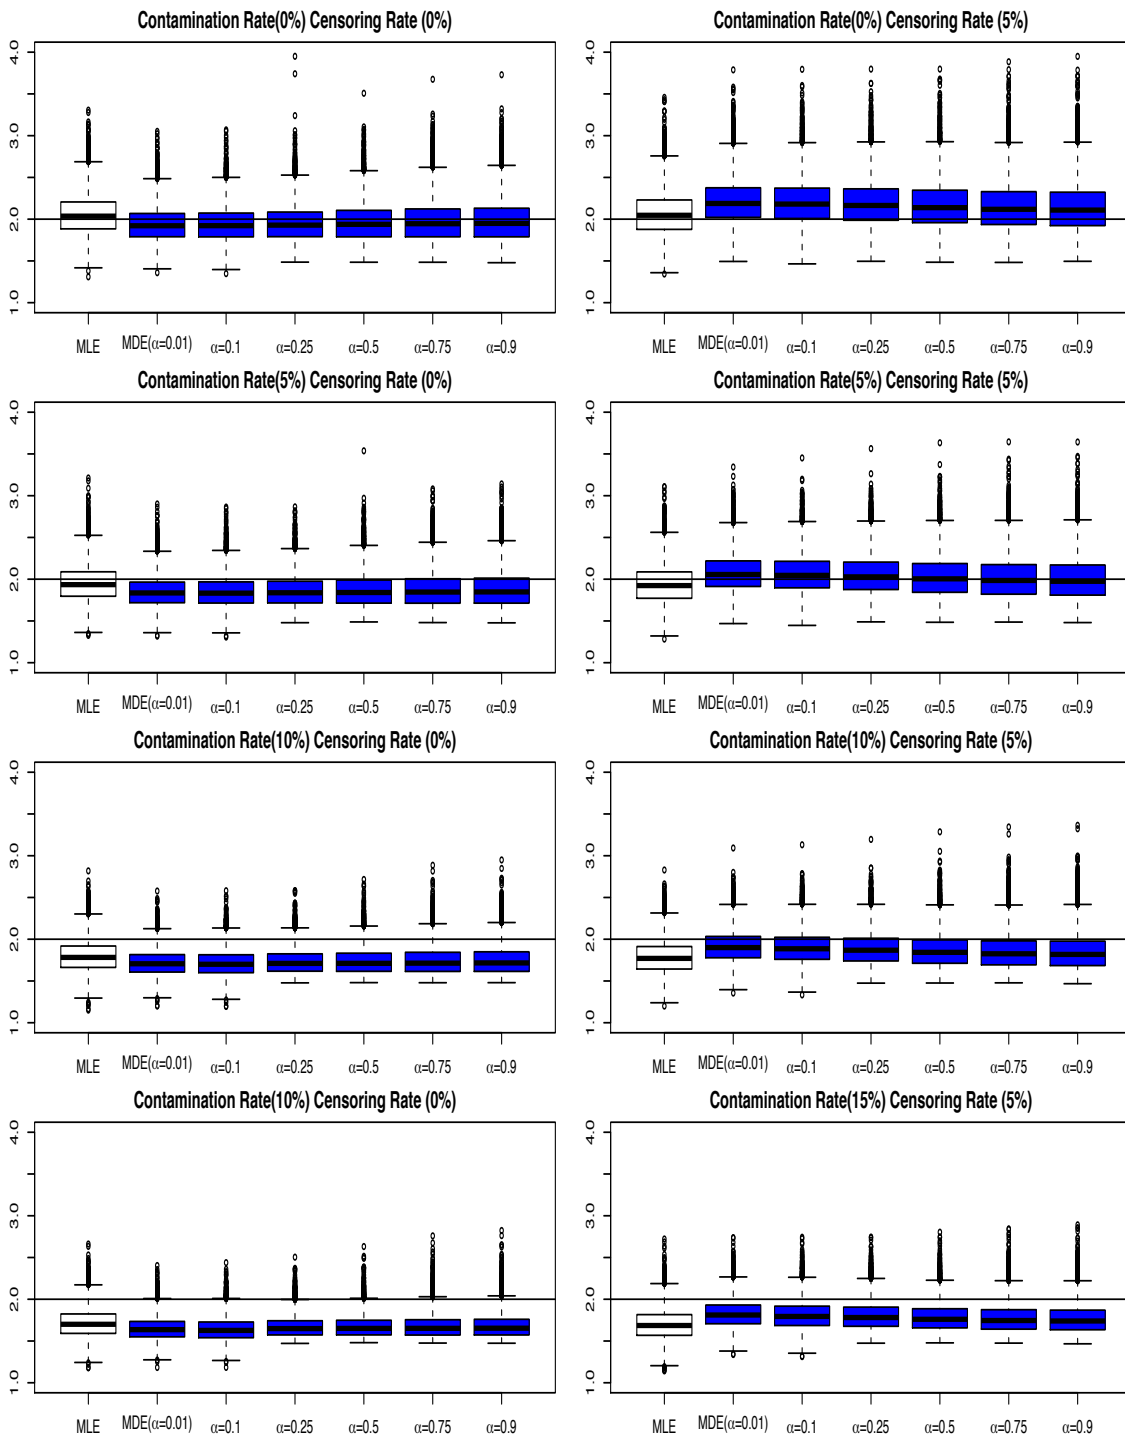 Contamination Rate(0%) Censoring Rate (0%)
4.0
3.0
2.0
1.0
MLE MDE(α=0.01) α=0.1 α=0.25 α=0.5 α=0.75 α=0.9
Contamination Rate(0%) Censoring Rate (5%)
4.0
3.0
2.0
1.0
MLE MDE(α=0.01) α=0.1 α=0.25 α=0.5 α=0.75 α=0.9
Contamination Rate(5%) Censoring Rate (0%)
4.0
3.0
2.0
1.0
MLE MDE(α=0.01) α=0.1 α=0.25 α=0.5 α=0.75 α=0.9
Contamination Rate(5%) Censoring Rate (5%)
4.0
3.0
2.0
1.0
MLE MDE(α=0.01) α=0.1 α=0.25 α=0.5 α=0.75 α=0.9
Contamination Rate(10%) Censoring Rate (0%)
4.0
3.0
2.0
1.0
MLE MDE(α=0.01) α=0.1 α=0.25 α=0.5 α=0.75 α=0.9
Contamination Rate(10%) Censoring Rate (5%)
4.0
3.0
2.0
1.0
MLE MDE(α=0.01) α=0.1 α=0.25 α=0.5 α=0.75 α=0.9
Contamination Rate(10%) Censoring Rate (0%)
4.0
3.0
2.0
1.0
MLE MDE(α=0.01) α=0.1 α=0.25 α=0.5 α=0.75 α=0.9
Contamination Rate(15%) Censoring Rate (5%)
4.0
3.0
2.0
1.0
MLE MDE(α=0.01) α=0.1 α=0.25 α=0.5 α=0.75 α=0.9